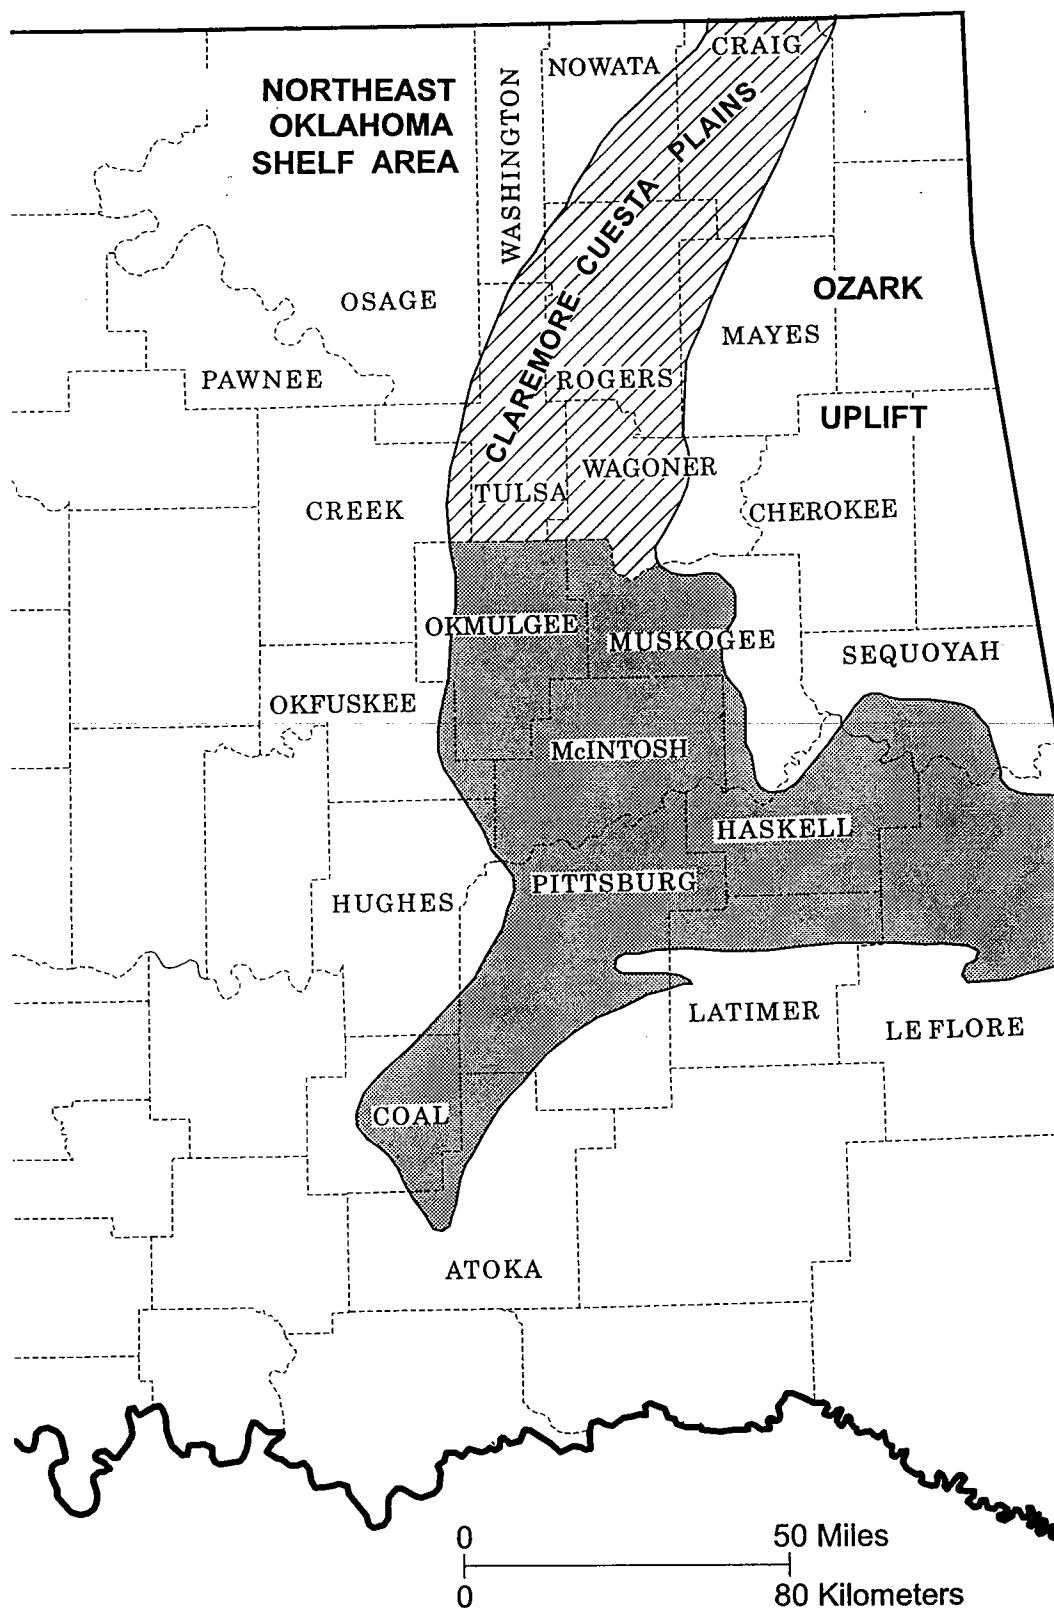 CRAIG
NOWATA
NORTHEAST
OKLAHOMA
SHELF AREA
WASHINGTON
CLAREMORE CUESTA PLAINS
OSAGE
OZARK
MAYES
PAWNEE
ROGERS
UPLIFT
WAGONER
TULSA
CREEK
CHEROKEE
OKMULGEE
MUSKOGEE
SEQUOYAH
OKFUSKEE
McINTOSH
HASKELL
PITTSBURG
HUGHES
LATIMER
LE FLORE
COAL
ATOKA
0 50 Miles
0 80 Kilometers